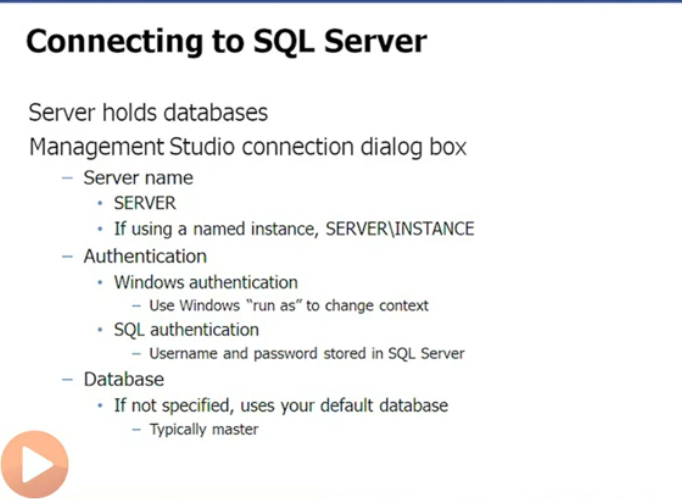 Connecting to SQL Server
Server holds databases
Management Studio connection dialog box
– Server name
• SERVER
• If using a named instance, SERVER\INSTANCE
– Authentication
• Windows authentication
– Use Windows “run as” to change context
• SQL authentication
– Username and password stored in SQL Server
– Database
• If not specified, uses your default database
– Typically master